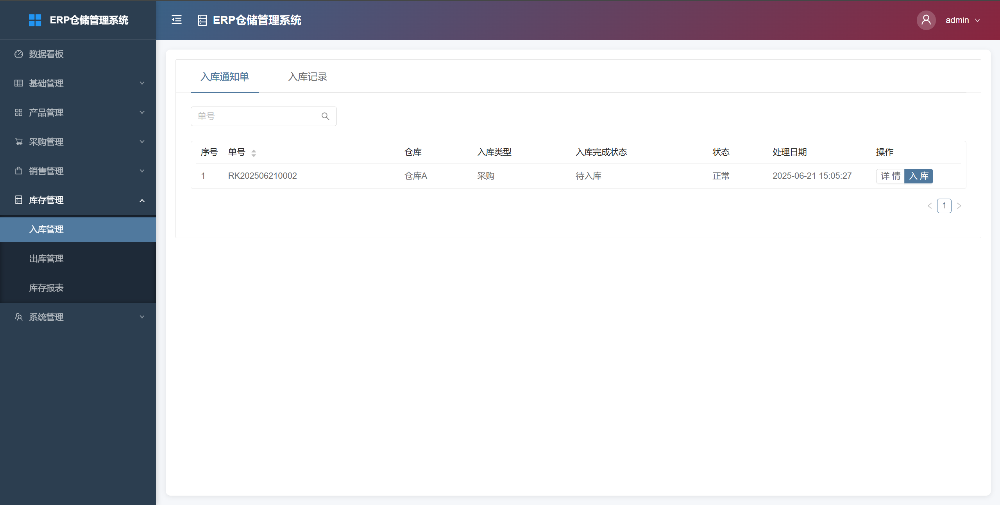 ERP仓储管理系统
ERP仓储管理系统
admin
数据看板
基础管理
产品管理
采购管理
销售管理
库存管理
入库管理
出库管理
库存报表
系统管理
入库通知单 入库记录
单号
序号 单号 仓库 入库类型 入库完成状态 状态 处理日期 操作
1 RK202506210002 仓库A 采购 待入库 正常 2025-06-21 15:05:27 详情 入库
1